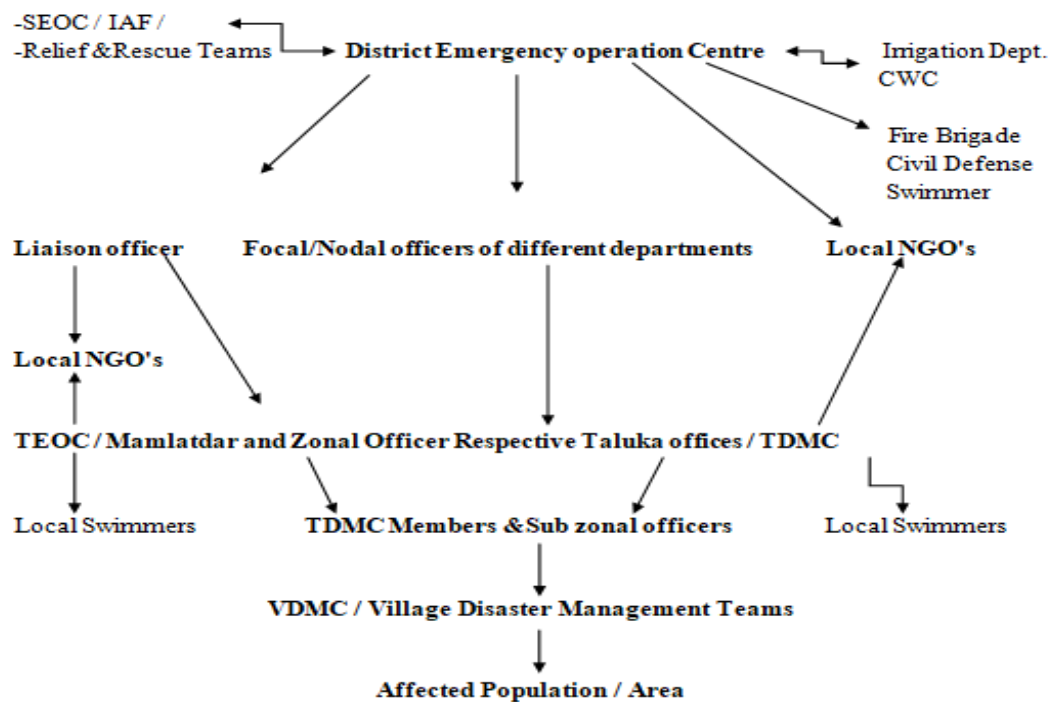 -SEOC / IAF /
-Relief &Rescue Teams
District Emergency operation Centre
Irrigation Dept.
CWC
Fire Brigade
Civil Defense
Swimmer
Liaison officer
Focal/Nodal officers of different departments
Local NGO's
Local NGO's
TEOC / Mamlatdar and Zonal Officer Respective Taluka offices / TDMC
Local Swimmers
TDMC Members &Sub zonal officers
Local Swimmers
VDMC / Village Disaster Management Teams
Affected Population / Area